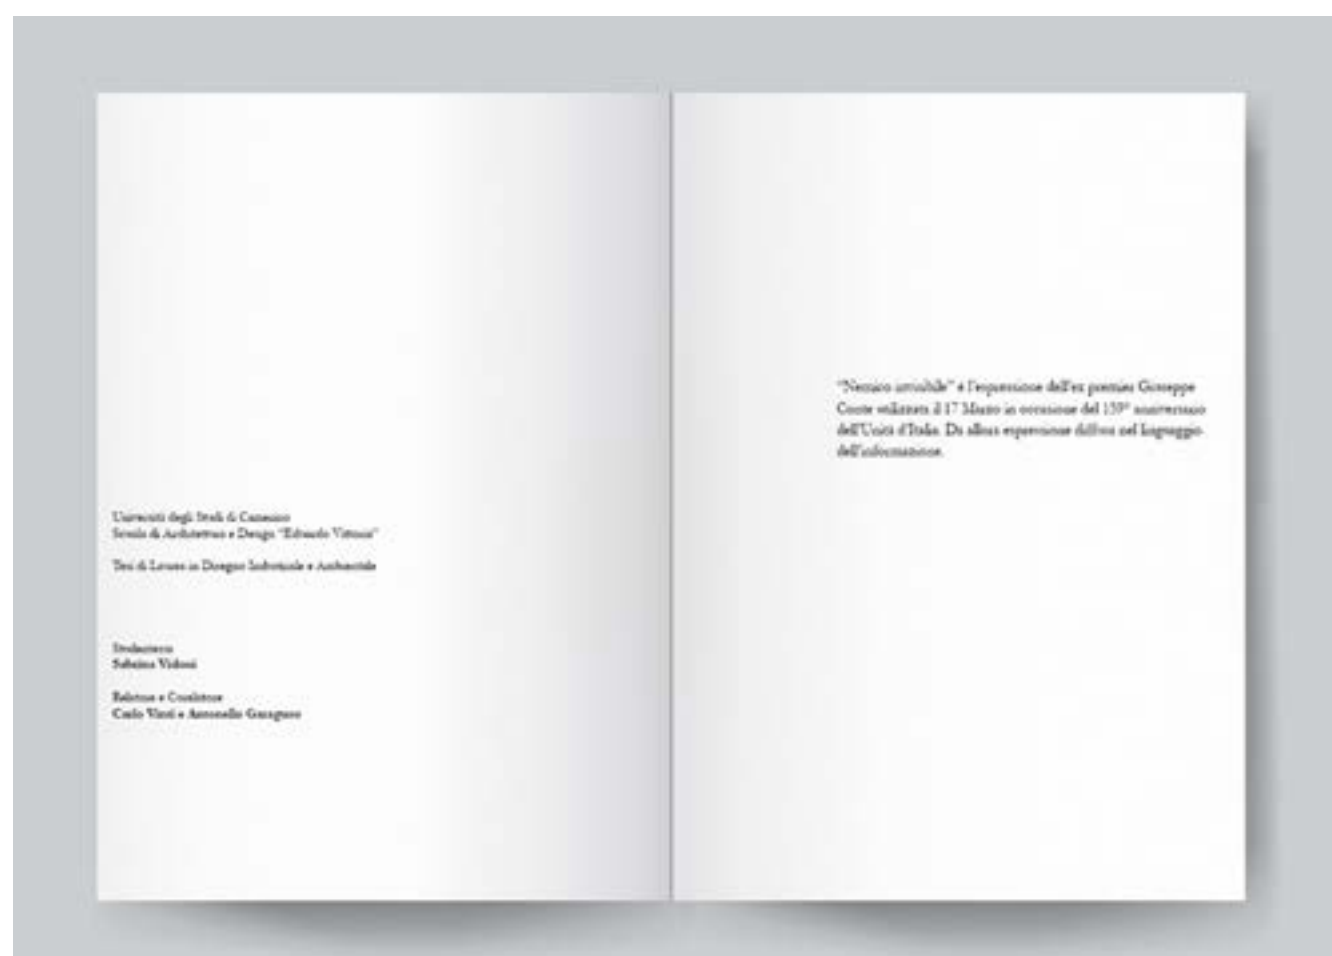 Università degli Studi di Camerino
Scuola di Architettura e Design "Eduardo Vittoria"
Tesi di Laurea in Disegno Industriale e Ambientale
Studentessa
Sabrina Vidoni
Relatore e Correlatore
Carlo Vinti e Antonello
"Nemico invisibile" è l'espressione dell'ex premier Giuseppe
Conte utilizzata il 17 Marzo in occasione del 159° anniversario
dell'Unità d'Italia. Da allora espressione diffusa nel linguaggio
dell'informazione.